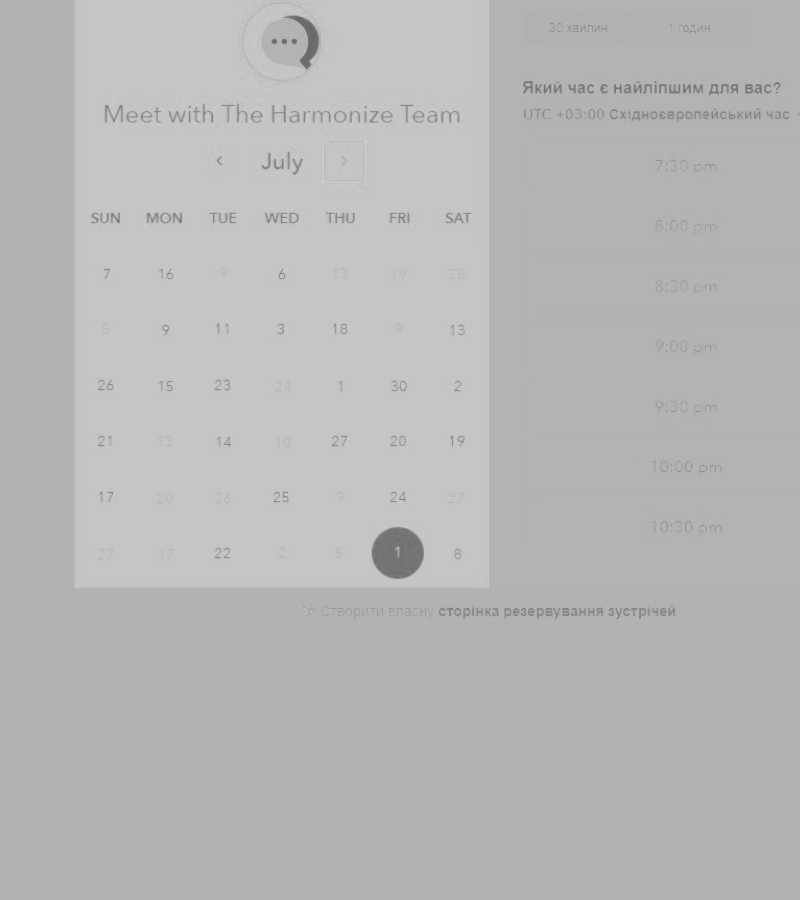 30 хвилин 1 годин
Meet with The Harmonize Team
‹ July ›
SUN MON TUE WED THU FRI SAT
7 16 9 6 13 19 28
5 9 11 3 18 9 13
26 15 23 24 1 30 2
21 13 14 10 27 20 19
17 20 26 25 9 24 27
27 17 22 2 5 1 8
Який час є найліпшим для вас?
UTC +03:00 Східноєвропейський час
7:30 pm
8:00 pm
8:30 pm
9:00 pm
9:30 pm
10:00 pm
10:30 pm
Створити власну сторінка резервування зустрічей